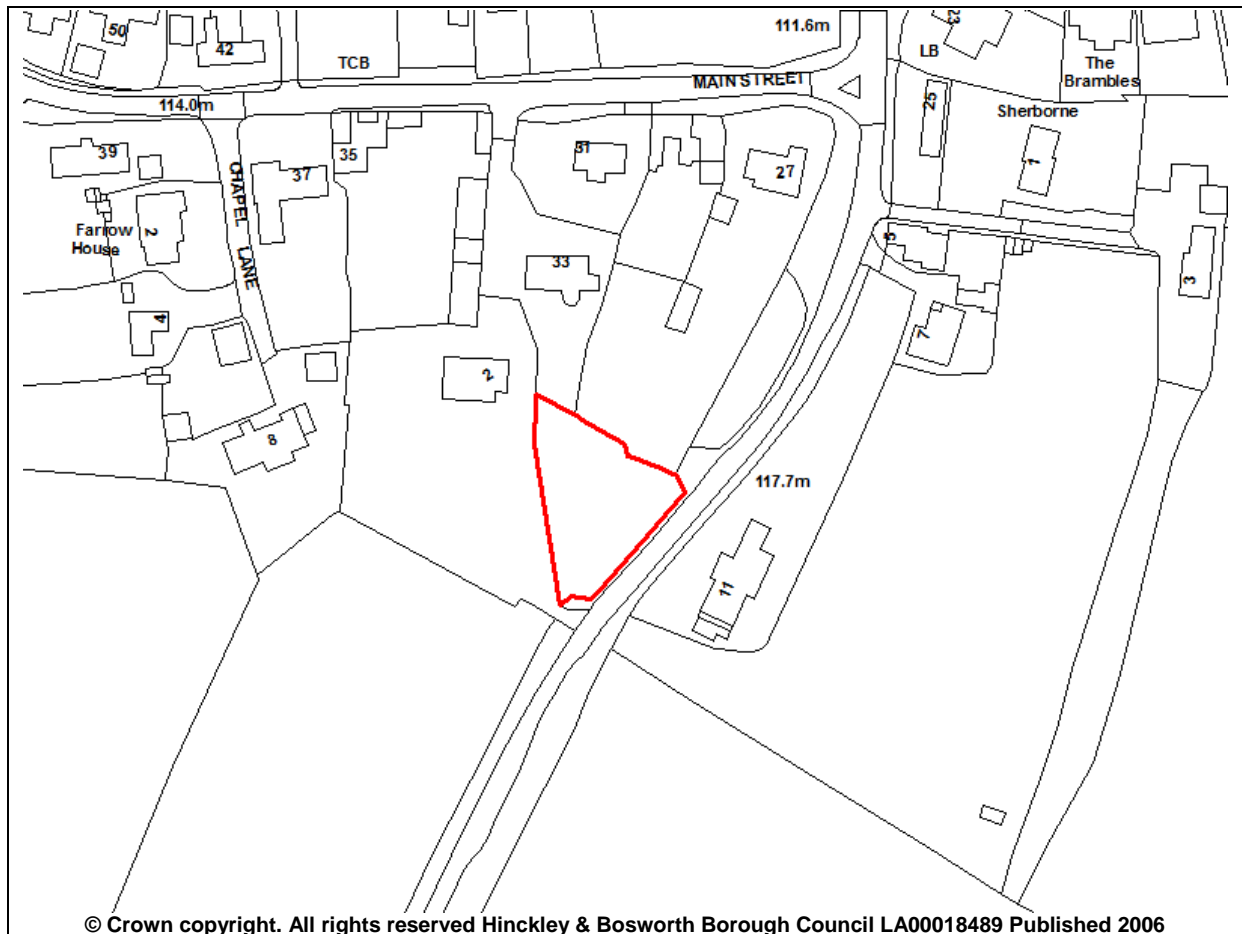 50
42
TCB
111.6m
23
LB
The
Brambles
MAIN STREET
114.0m
25
Sherborne
39
37
35
31
27
1
CHAPEL LANE
Farrow
House
2
33
5
3
4
7
2
8
117.7m
11
© Crown copyright. All rights reserved Hinckley & Bosworth Borough Council LA00018489 Published 2006